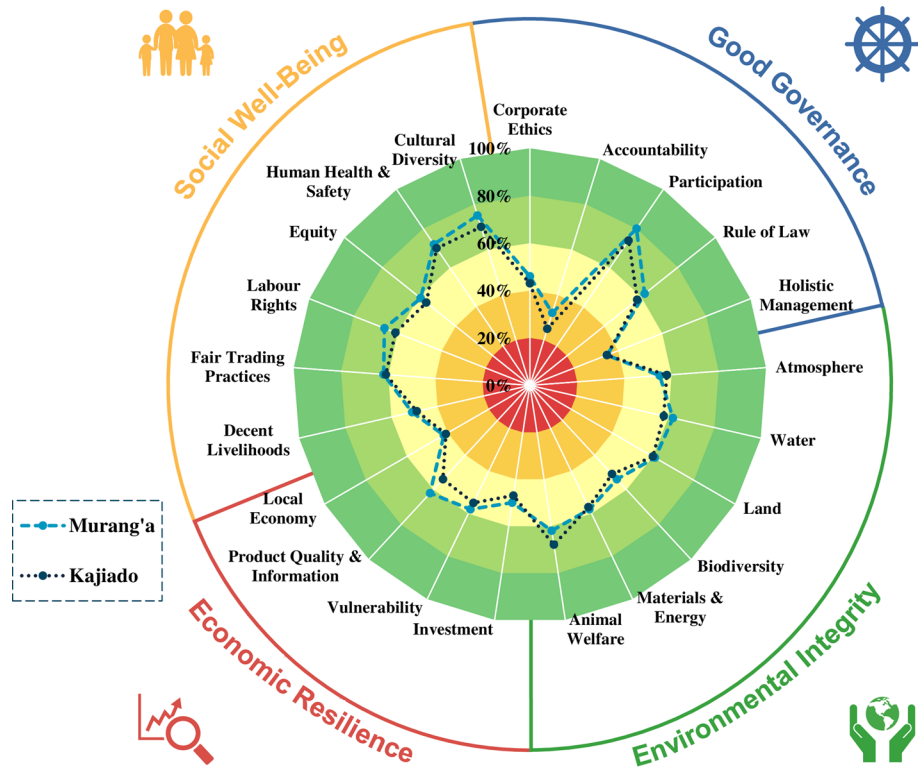 Social Well-Being
Good Governance
Corporate
Ethics
Accountability
Participation
Rule of Law
Holistic
Management
Atmosphere
Water
Land
Biodiversity
Materials &
Energy
Animal
Welfare
Investment
Vulnerability
Product Quality &
Information
Local
Economy
Decent
Livelihoods
Fair Trading
Practices
Labour
Rights
Equity
Human Health &
Safety
Cultural
Diversity
100%
80%
60%
40%
20%
0%
Murang'a
Kajiado
Economic Resilience
Environmental Integrity